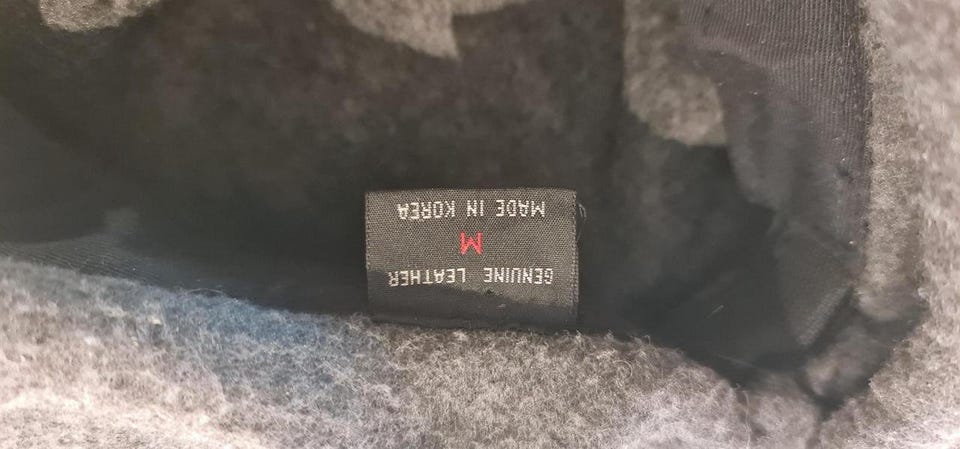 GENUINE LEATHER
M
MADE IN KOREA